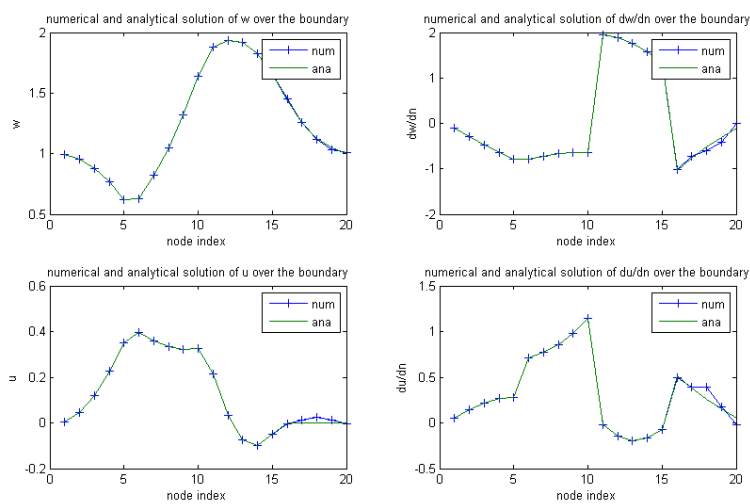 numerical and analytical solution of w over the boundary
2
1.5
1
0.5
w
0
5
10
15
20
node index
num
ana
numerical and analytical solution of dw/dn over the boundary
2
1
0
-1
-2
dw/dn
0
5
10
15
20
node index
num
ana
numerical and analytical solution of u over the boundary
0.6
0.4
0.2
0
-0.2
u
0
5
10
15
20
node index
num
ana
numerical and analytical solution of du/dn over the boundary
1.5
1
0.5
0
-0.5
du/dn
0
5
10
15
20
node index
num
ana